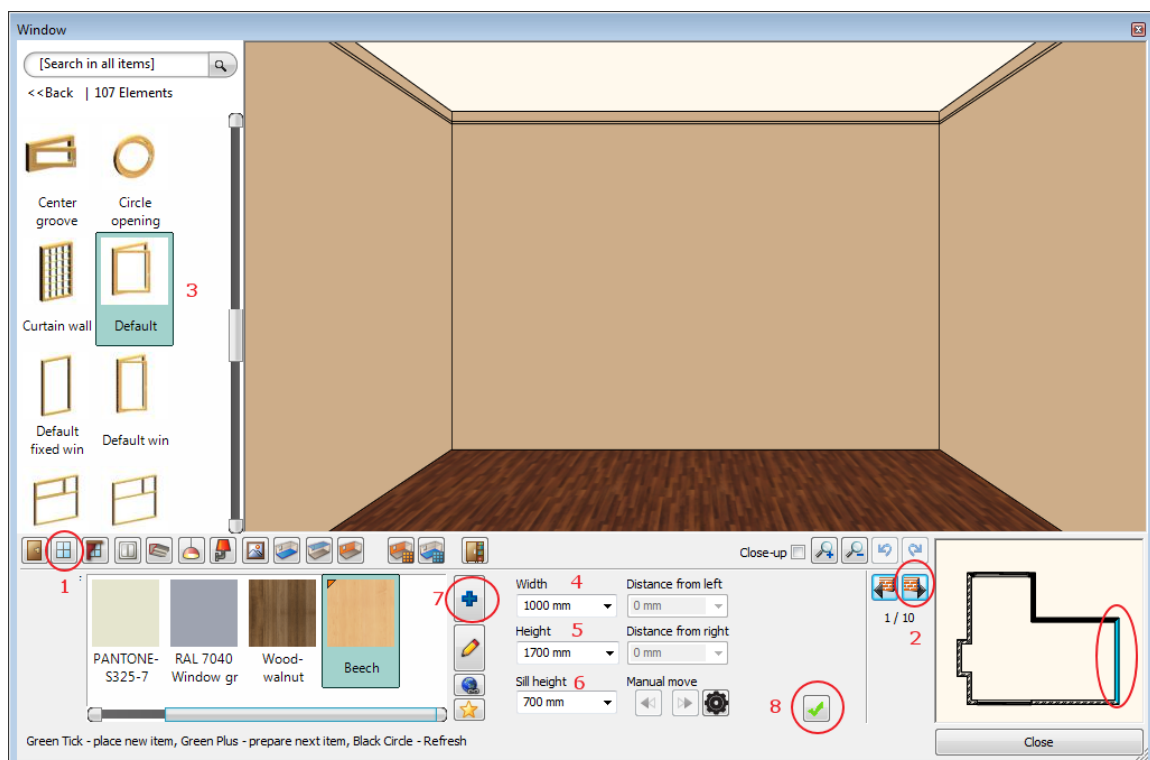 Window
[Search in all items]
<<Back | 107 Elements
Center
groove
Circle
opening
Curtain wall
Default
3
Default
fixed win
Default win
1
Close-up
:
PANTONE-
S325-7
RAL 7040
Window gr
Wood-
walnut
Beech
7
Width 4
1000 mm
Height 5
1700 mm
Sill height 6
700 mm
Distance from left
0 mm
Distance from right
0 mm
Manual move
8
1 / 10
2
Green Tick - place new item, Green Plus - prepare next item, Black Circle - Refresh
Close